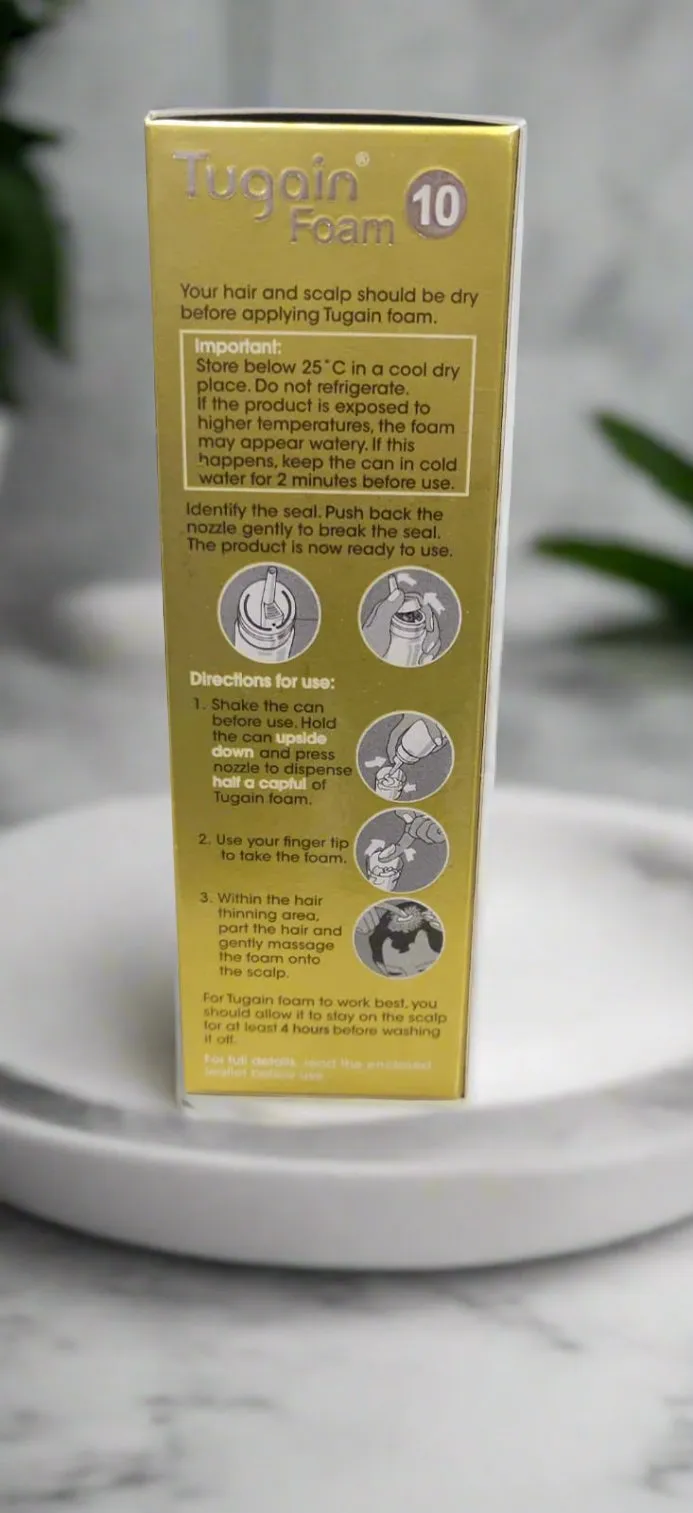 Tugain®
Foam 10
Your hair and scalp should be dry
before applying Tugain foam.
Important:
Store below 25°C in a cool dry
place. Do not refrigerate.
If the product is exposed to
higher temperatures, the foam
may appear watery. If this
happens, keep the can in cold
water for 2 minutes before use.
Identify the seal. Push back the
nozzle gently to break the seal.
The product is now ready to use.
Directions for use:
1. Shake the can
before use. Hold
the can upside
down and press
nozzle to dispense
half a capful of
Tugain foam.
2. Use your finger tip
to take the foam.
3. Within the hair
thinning area,
part the hair and
gently massage
the foam onto
the scalp.
For Tugain foam to work best, you
should allow it to stay on the scalp
for at least 4 hours before washing
it off.
For full details, read the enclosed
leaflet before use.